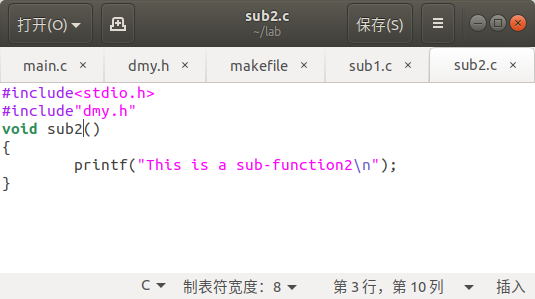 打开(O)
sub2.c
~/lab
保存(S)
main.c × dmy.h × makefile × sub1.c × sub2.c ×
#include<stdio.h>
#include"dmy.h"
void sub2()
{
        printf("This is a sub-function2\n");
}
C 制表符宽度：8 第 3 行，第 10 列 插入